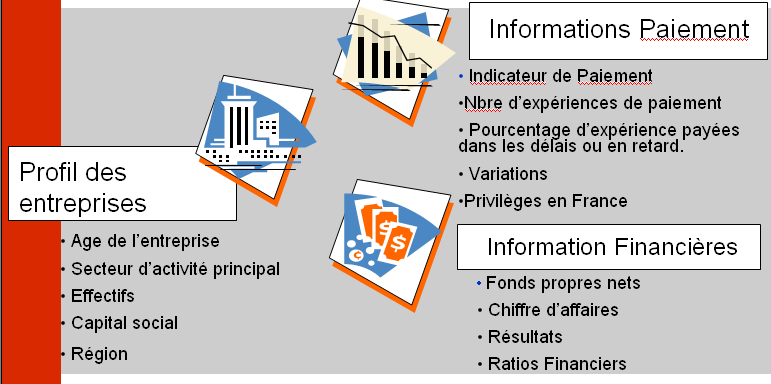 Informations Paiement
• Indicateur de Paiement
•Nbre d'expériences de paiement
• Pourcentage d'expérience payées
dans les délais ou en retard.
• Variations
•Privilèges en France
Profil des
entreprises
• Age de l'entreprise
• Secteur d'activité principal
• Effectifs
• Capital social
• Région
Information Financières
• Fonds propres nets
• Chiffre d'affaires
• Résultats
• Ratios Financiers